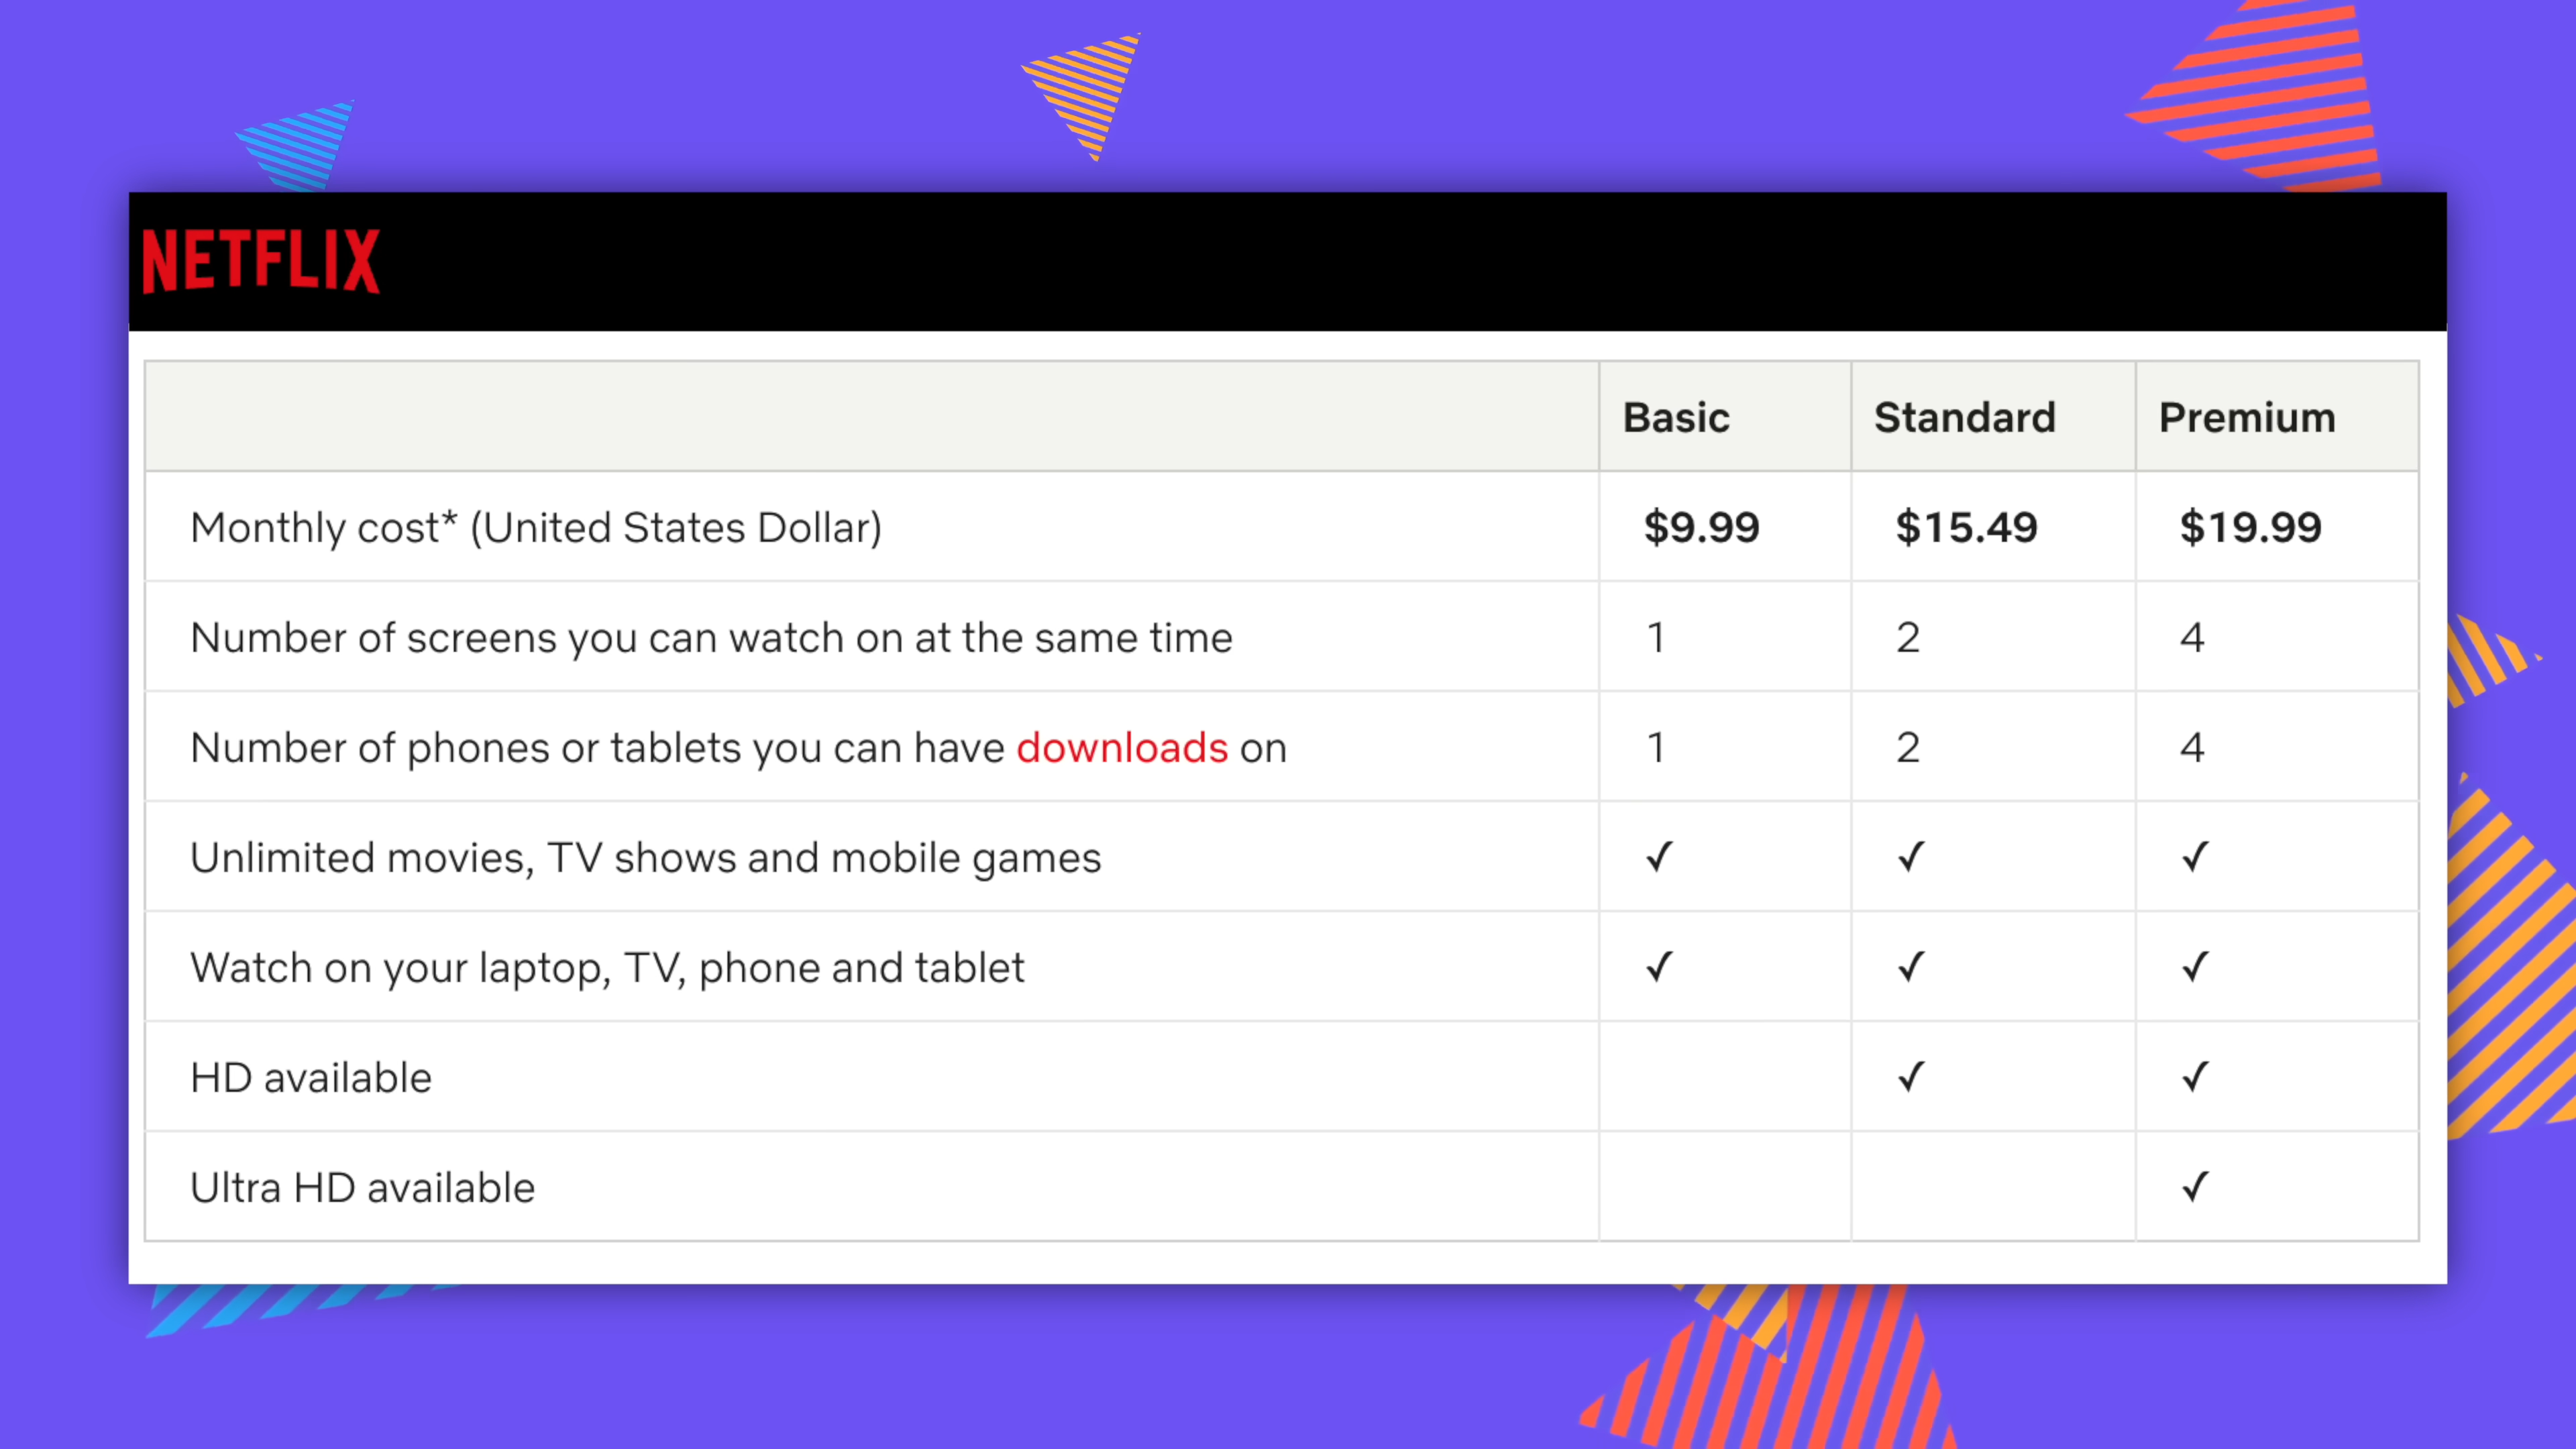 NETFLIX
Basic Standard Premium
Monthly cost* (United States Dollar) $9.99 $15.49 $19.99
Number of screens you can watch on at the same time 1 2 4
Number of phones or tablets you can have downloads on 1 2 4
Unlimited movies, TV shows and mobile games ✓ ✓ ✓
Watch on your laptop, TV, phone and tablet ✓ ✓ ✓
HD available ✓ ✓
Ultra HD available ✓